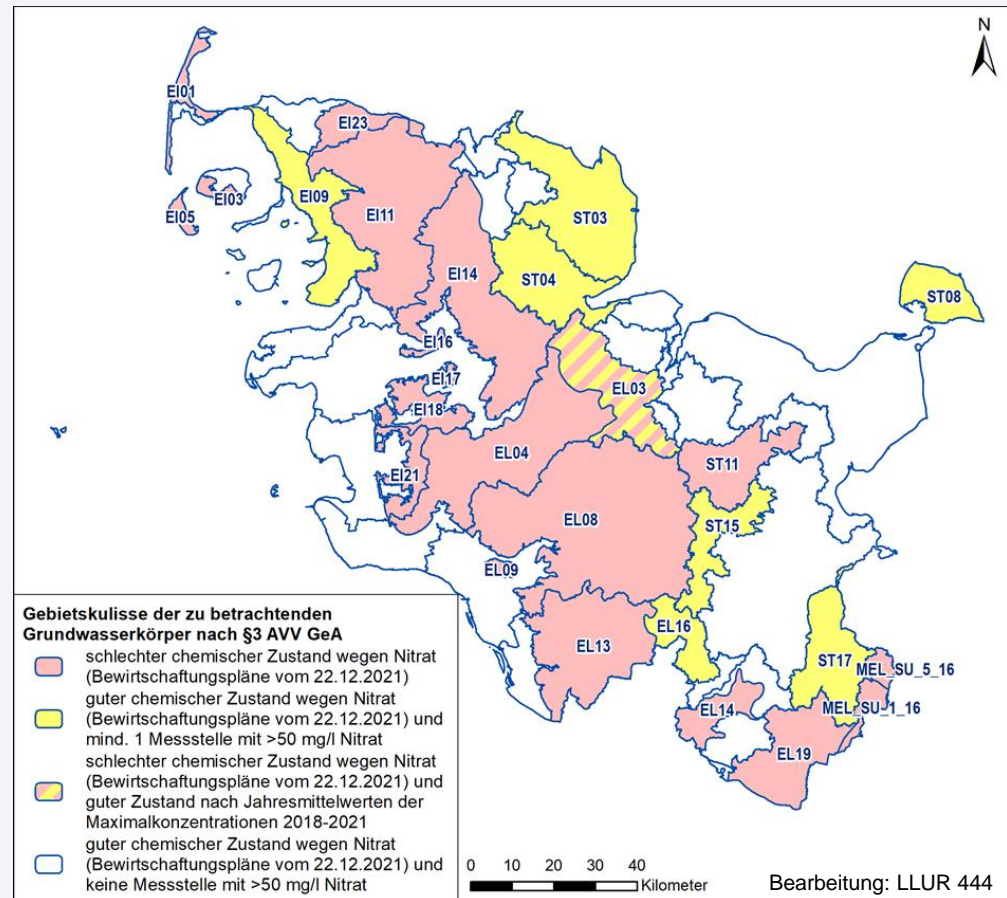 N
EI01
EI23
EI09
EI03
EI05
EI11
ST03
EI14
ST04
ST08
EI16
EI17
EL03
EI18
EL04
ST11
EI21
EL08
ST15
EL09
EL16
EL13
ST17
MEL_SU_5_16
EL14
MEL_SU_1_16
EL19
Gebietskulisse der zu betrachtenden
Grundwasserkörper nach §3 AVV GeA
schlechter chemischer Zustand wegen Nitrat
(Bewirtschaftungspläne vom 22.12.2021)
guter chemischer Zustand wegen Nitrat
(Bewirtschaftungspläne vom 22.12.2021) und
mind. 1 Messstelle mit >50 mg/l Nitrat
schlechter chemischer Zustand wegen Nitrat
(Bewirtschaftungspläne vom 22.12.2021) und
guter Zustand nach Jahresmittelwerten der
Maximalkonzentrationen 2018-2021
guter chemischer Zustand wegen Nitrat
(Bewirtschaftungspläne vom 22.12.2021) und
keine Messstelle mit >50 mg/l Nitrat
0 10 20 30 40
Kilometer
Bearbeitung: LLUR 444